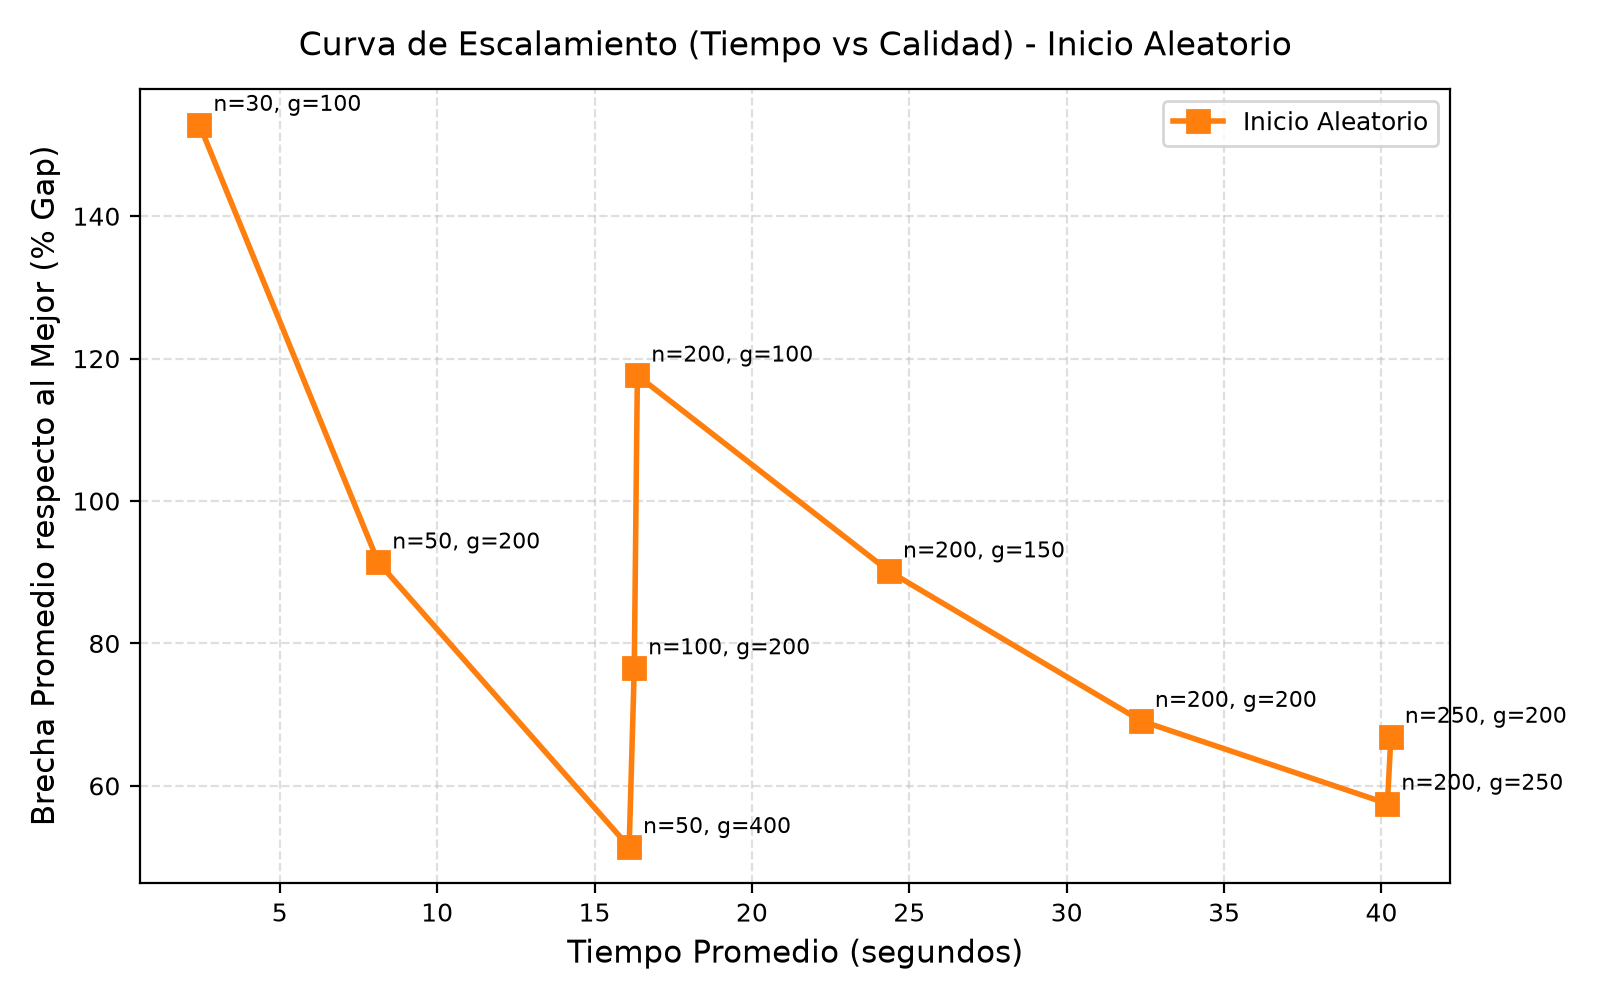 Curva de Escalamiento (Tiempo vs Calidad) - Inicio Aleatorio
Inicio Aleatorio
n=30, g=100
n=50, g=200
n=50, g=400
n=100, g=200
n=200, g=100
n=200, g=150
n=200, g=200
n=250, g=200
n=200, g=250
Brecha Promedio respecto al Mejor (% Gap)
140
120
100
80
60
5
10
15
20
25
30
35
40
Tiempo Promedio (segundos)